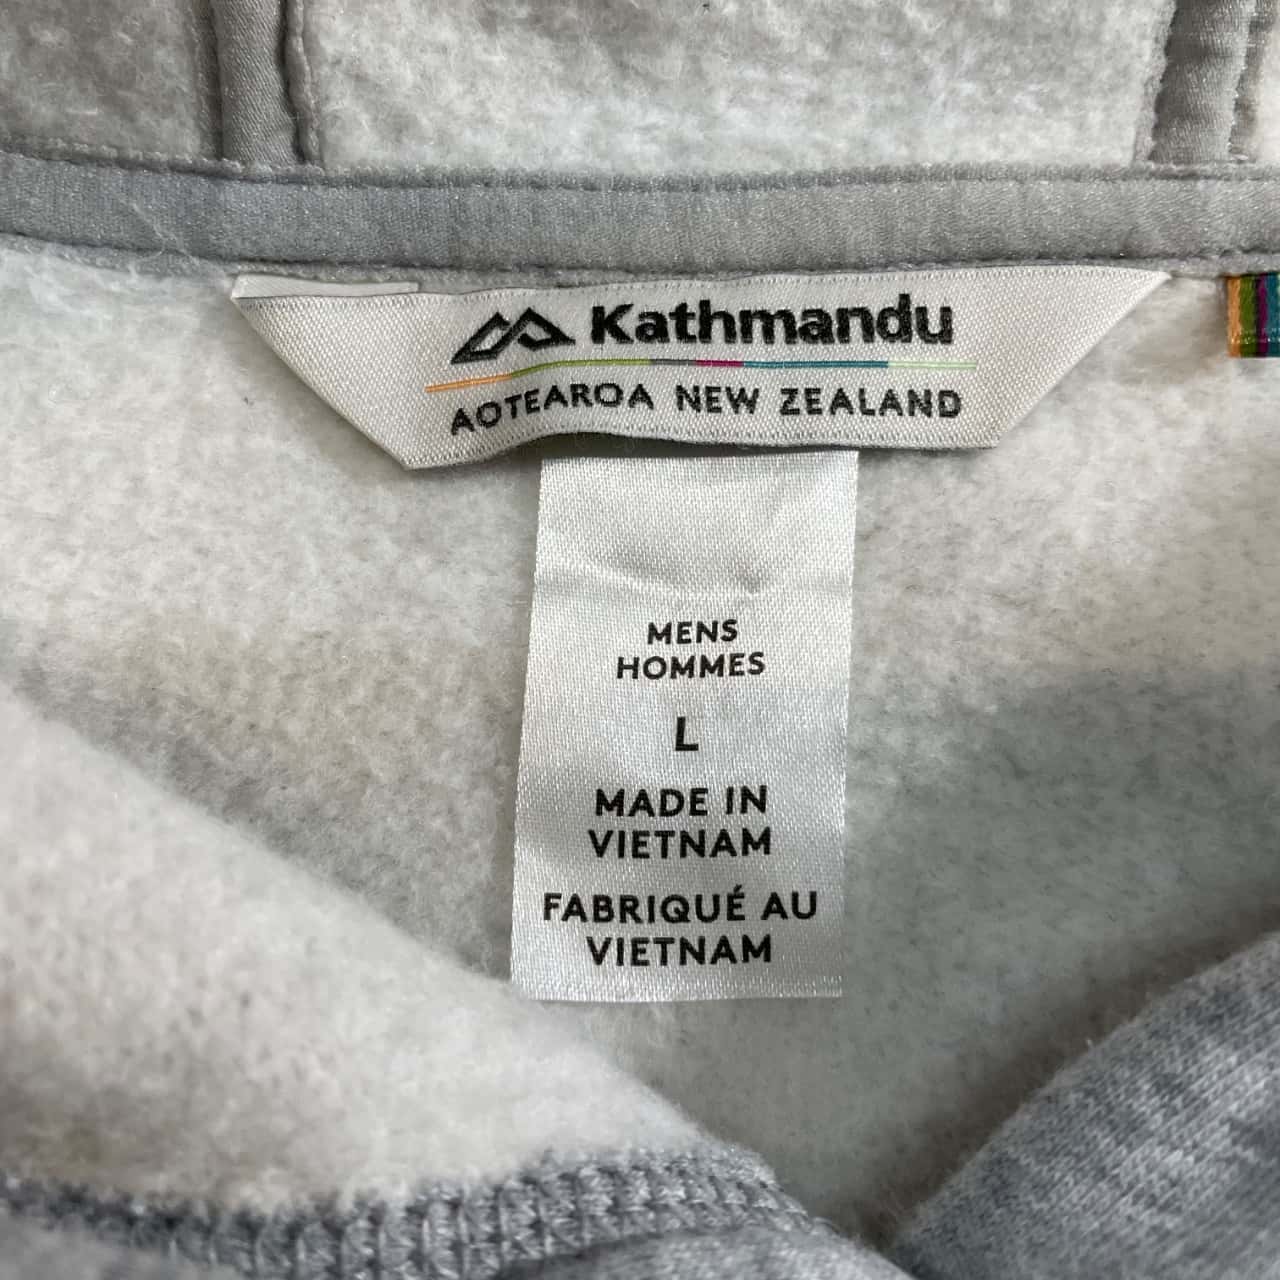 Kathmandu
AOTEAROA NEW ZEALAND
MENS
HOMMES
L
MADE IN
VIETNAM
FABRIQUÉ AU
VIETNAM